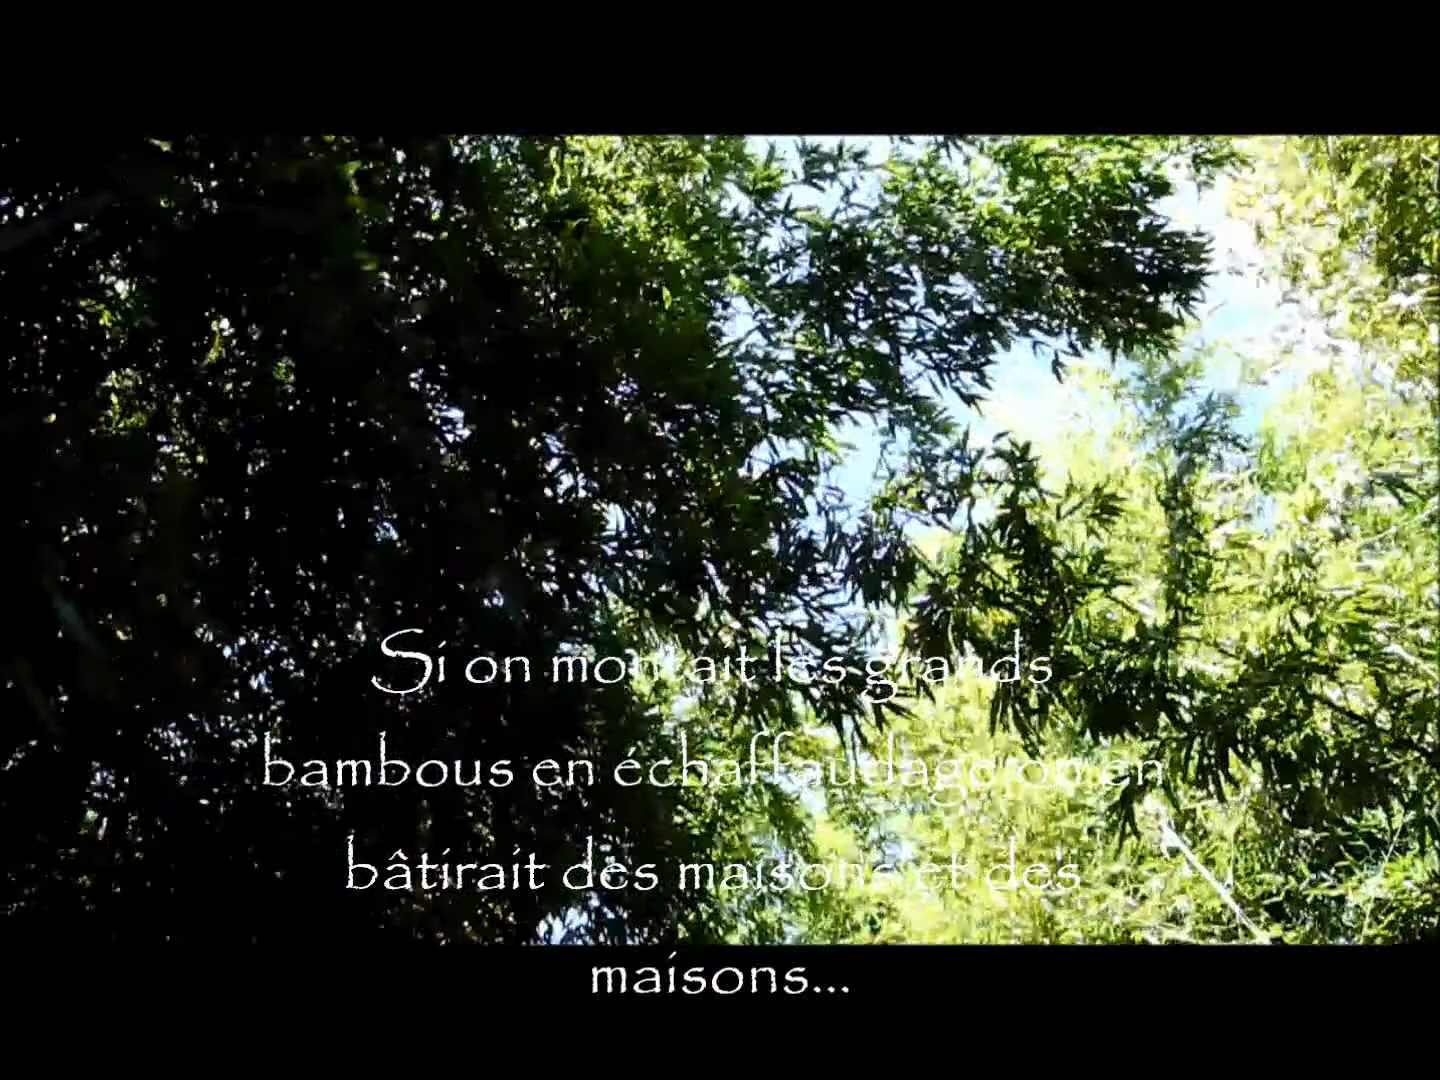 Si on montait les grands
bambous en échaffaudage on en
bâtirait des maisons et des
maisons...